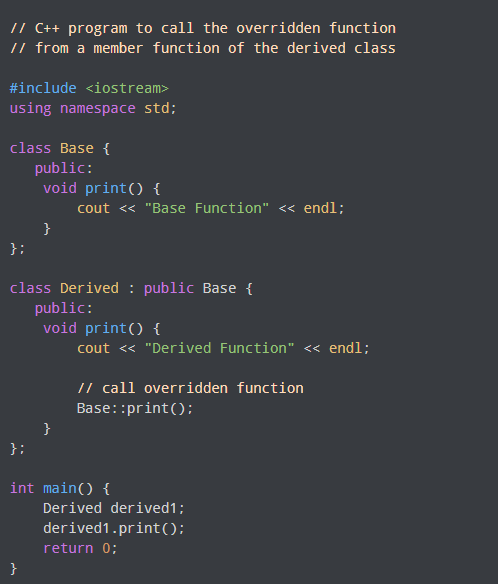 // C++ program to call the overridden function
// from a member function of the derived class

#include <iostream>
using namespace std;

class Base {
   public:
    void print() {
        cout << "Base Function" << endl;
    }
};

class Derived : public Base {
   public:
    void print() {
        cout << "Derived Function" << endl;

        // call overridden function
        Base::print();
    }
};

int main() {
    Derived derived1;
    derived1.print();
    return 0;
}